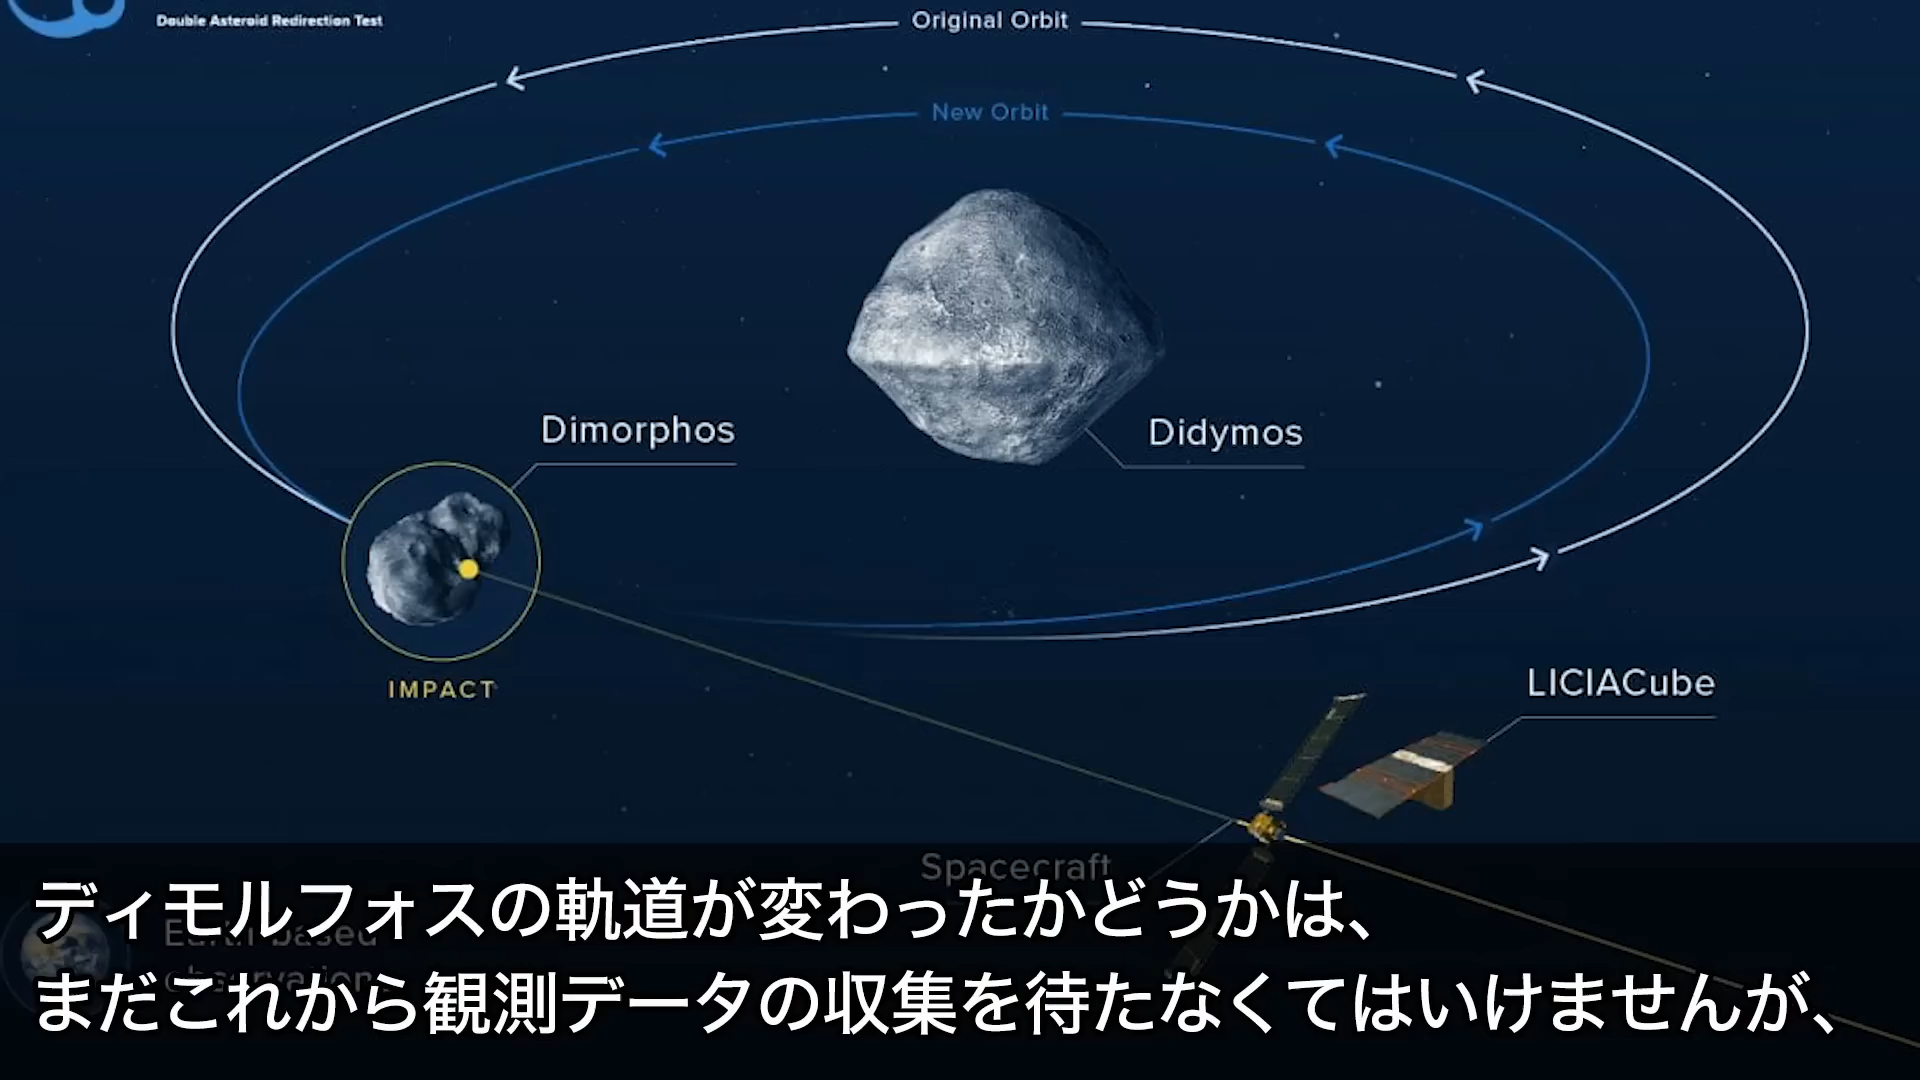 Double Asteroid Redirection Test
Original Orbit
New Orbit
Dimorphos
Didymos
IMPACT
LICIACube
Spacecraft
Earth-based
observations
ディモルフォスの軌道が変わったかどうかは、
まだこれから観測データの収集を待たなくてはいけませんが、